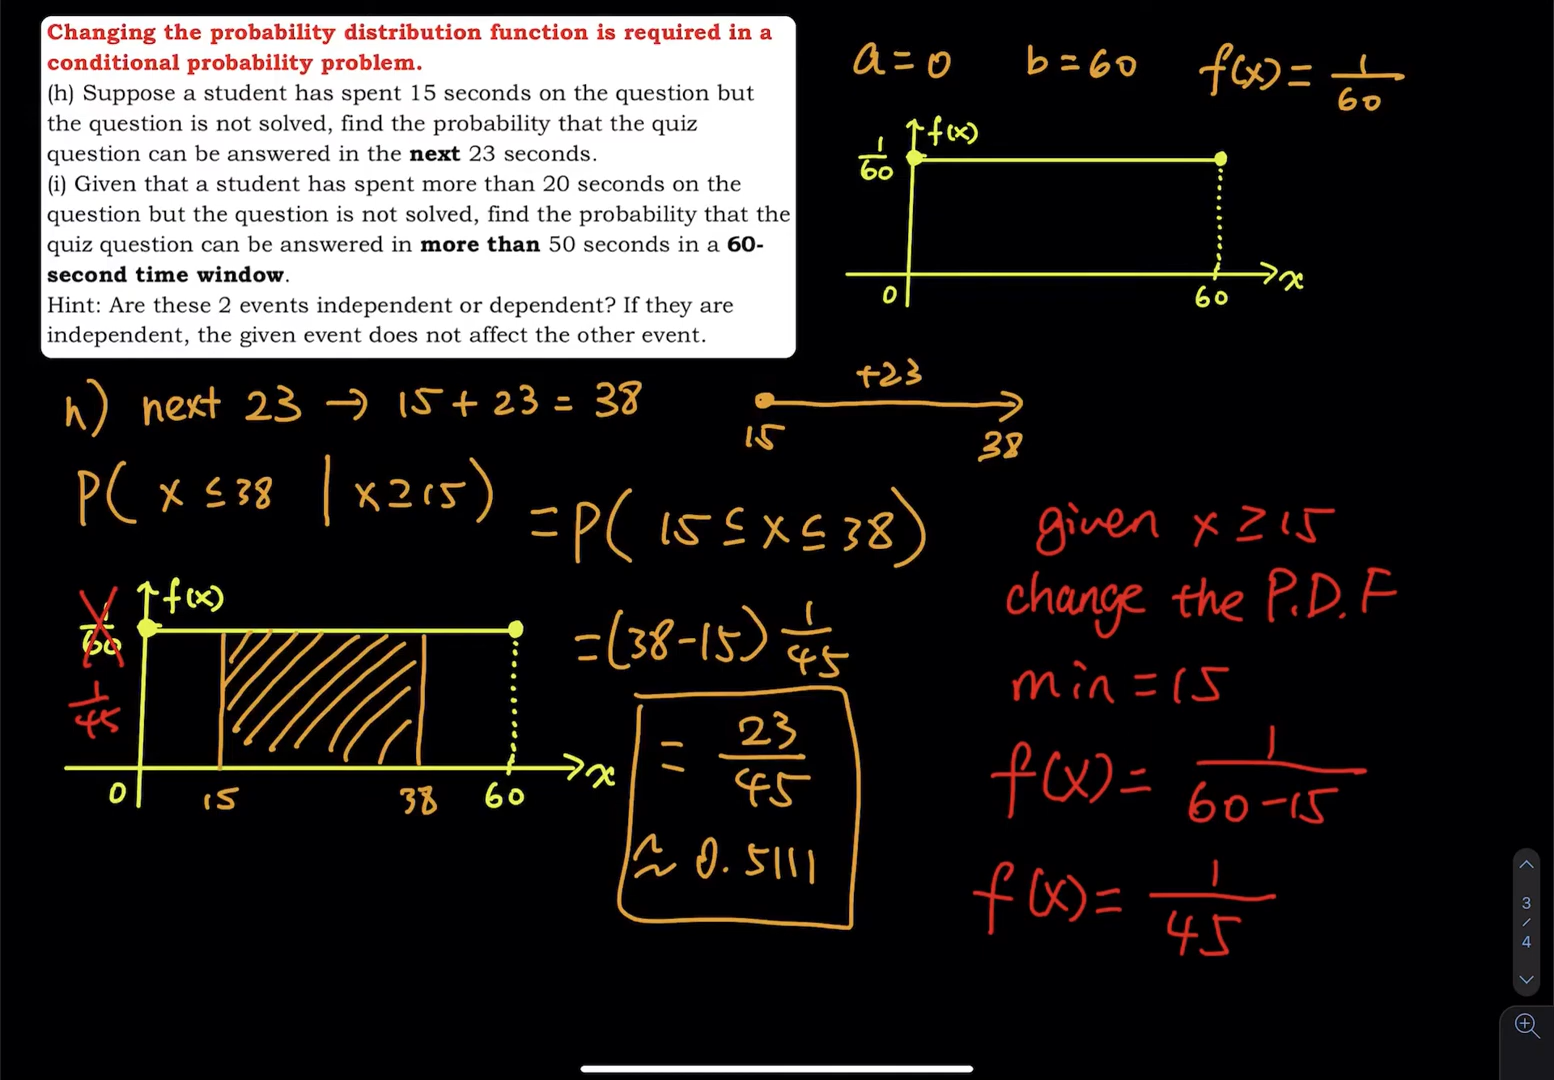 Changing the probability distribution function is required in a
conditional probability problem.
(h) Suppose a student has spent 15 seconds on the question but
the question is not solved, find the probability that the quiz
question can be answered in the next 23 seconds.
(i) Given that a student has spent more than 20 seconds on the
question but the question is not solved, find the probability that the
quiz question can be answered in more than 50 seconds in a 60-
second time window.
Hint: Are these 2 events independent or dependent? If they are
independent, the given event does not affect the other event.
a = 0 b = 60 f(x) = 1/60
f(x)
1/60
0 60 x
h) next 23 → 15 + 23 = 38
+23
15 38
P( x ≤ 38 | x ≥ 15 ) = P( 15 ≤ x ≤ 38 )
f(x)
1/60
1/45
0 15 38 60 x
= (38-15) 1/45
= 23/45
≈ 0.5111
given x ≥ 15
change the P.D.F
min = 15
f(x) = 1/(60-15)
f(x) = 1/45
3
/
4